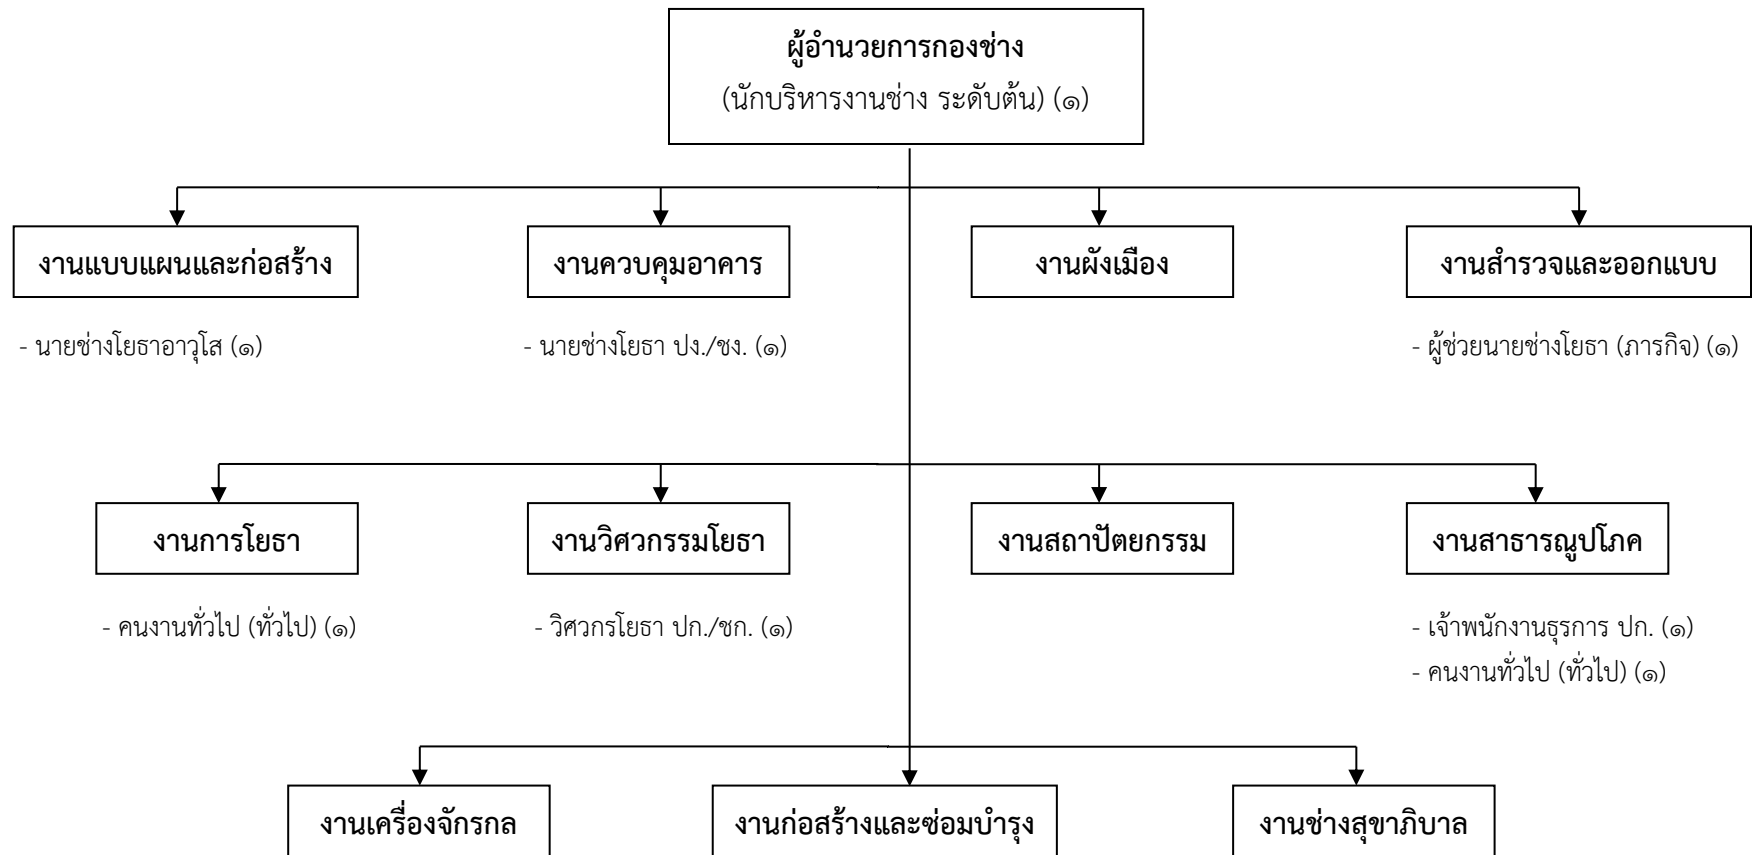 ผู้อำนวยการกองช่าง
(นักบริหารงานช่าง ระดับต้น) (๑)
งานแบบแผนและก่อสร้าง
งานควบคุมอาคาร
งานผังเมือง
งานสำรวจและออกแบบ
- นายช่างโยธาอาวุโส (๑)
- นายช่างโยธา ปง./ชง. (๑)
- ผู้ช่วยนายช่างโยธา (ภารกิจ) (๑)
งานการโยธา
งานวิศวกรรมโยธา
งานสถาปัตยกรรม
งานสาธารณูปโภค
- คนงานทั่วไป (ทั่วไป) (๑)
- วิศวกรโยธา ปก./ชก. (๑)
- เจ้าพนักงานธุรการ ปก. (๑)
- คนงานทั่วไป (ทั่วไป) (๑)
งานเครื่องจักรกล
งานก่อสร้างและซ่อมบำรุง
งานช่างสุขาภิบาล